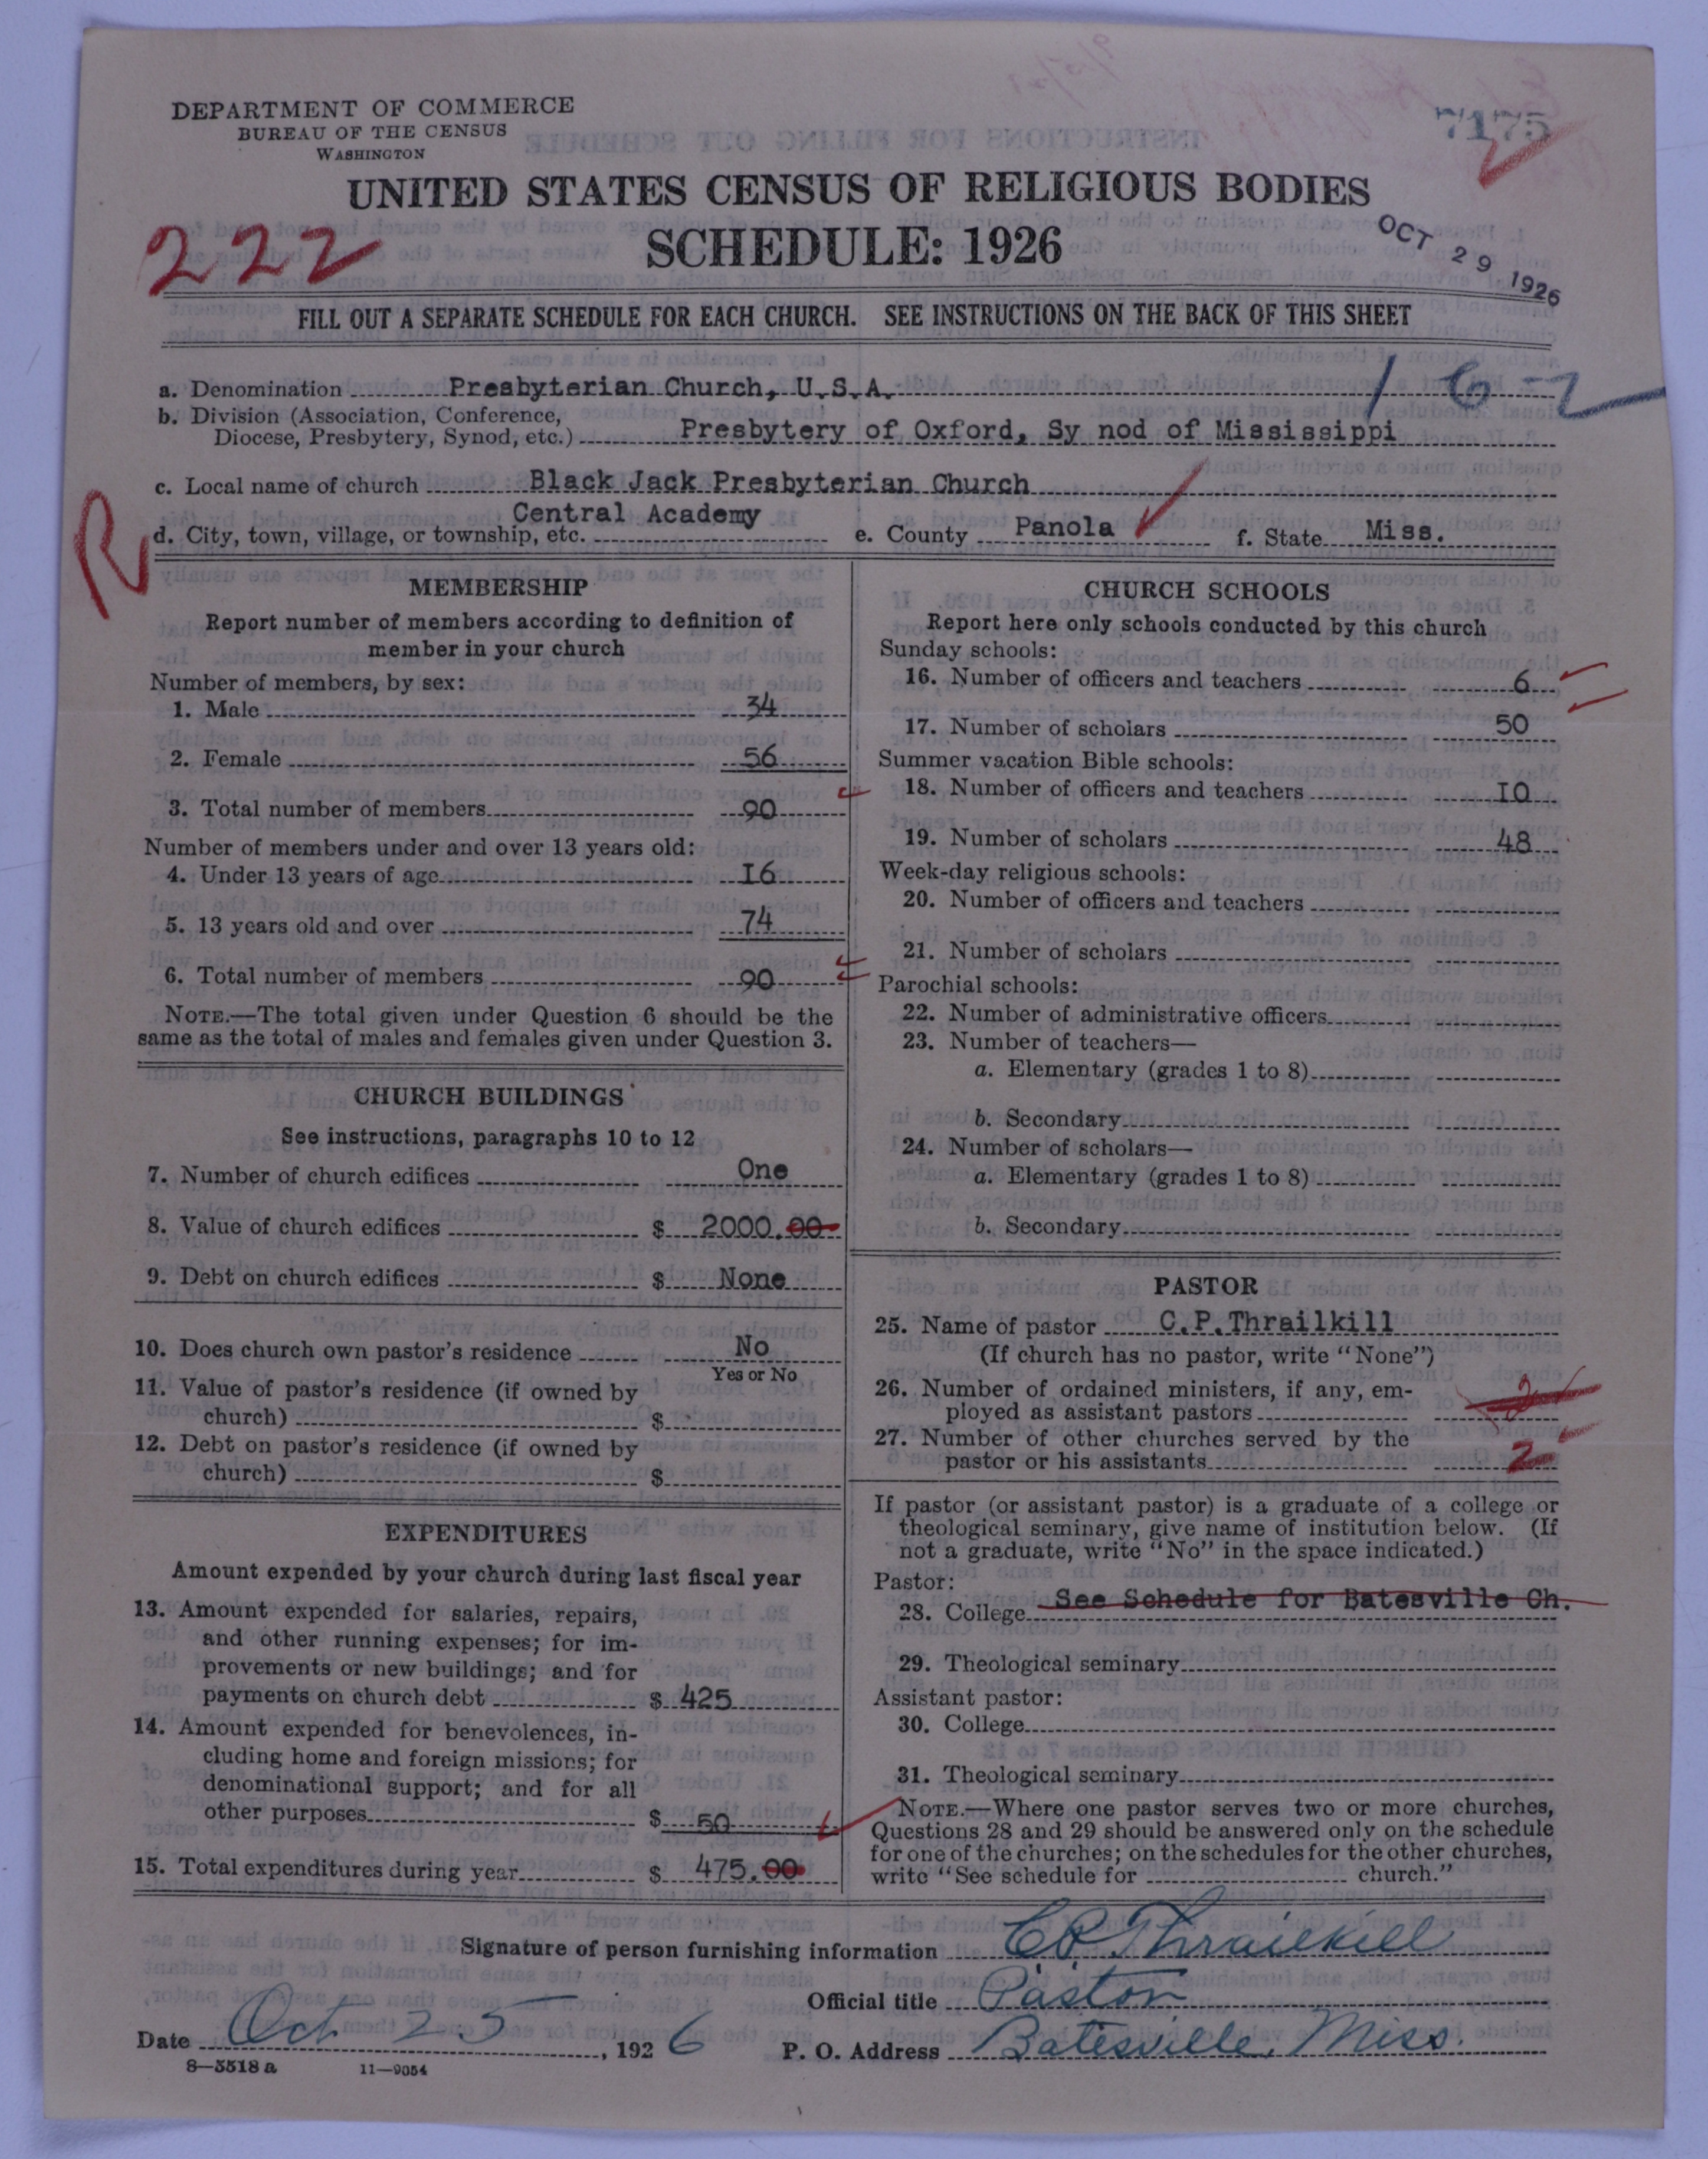 DEPARTMENT OF COMMERCE
BUREAU OF THE CENSUS
WASHINGTON
7175
UNITED STATES CENSUS OF RELIGIOUS BODIES
SCHEDULE: 1926
222
OCT 29 1926
FILL OUT A SEPARATE SCHEDULE FOR EACH CHURCH. SEE INSTRUCTIONS ON THE BACK OF THIS SHEET
a. Denomination Presbyterian Church, U.S.A. 16-2
b. Division (Association, Conference,
Diocese, Presbytery, Synod, etc.) Presbytery of Oxford, Sy nod of Mississippi
c. Local name of church Black Jack Presbyterian Church
R
d. City, town, village, or township, etc. Central Academy e. County Panola f. State Miss.
MEMBERSHIP
Report number of members according to definition of
member in your church
Number of members, by sex:
1. Male 34
2. Female 56
3. Total number of members 90
Number of members under and over 13 years old:
4. Under 13 years of age 16
5. 13 years old and over 74
6. Total number of members 90
NOTE.—The total given under Question 6 should be the
same as the total of males and females given under Question 3.
CHURCH BUILDINGS
See instructions, paragraphs 10 to 12
7. Number of church edifices One
8. Value of church edifices $ 2000.00
9. Debt on church edifices $ None
10. Does church own pastor's residence No
Yes or No
11. Value of pastor's residence (if owned by
church) $
12. Debt on pastor's residence (if owned by
church) $
EXPENDITURES
Amount expended by your church during last fiscal year
13. Amount expended for salaries, repairs,
and other running expenses; for im-
provements or new buildings; and for
payments on church debt $ 425
14. Amount expended for benevolences, in-
cluding home and foreign missions; for
denominational support; and for all
other purposes $ 50
15. Total expenditures during year $ 475.00
CHURCH SCHOOLS
Report here only schools conducted by this church
Sunday schools:
16. Number of officers and teachers 6
17. Number of scholars 50
Summer vacation Bible schools:
18. Number of officers and teachers 10
19. Number of scholars 48
Week-day religious schools:
20. Number of officers and teachers
21. Number of scholars
Parochial schools:
22. Number of administrative officers
23. Number of teachers—
a. Elementary (grades 1 to 8)
b. Secondary
24. Number of scholars—
a. Elementary (grades 1 to 8)
b. Secondary
PASTOR
25. Name of pastor C.P.Thrailkill
(If church has no pastor, write "None")
26. Number of ordained ministers, if any, em-
ployed as assistant pastors 2
27. Number of other churches served by the
pastor or his assistants 2
If pastor (or assistant pastor) is a graduate of a college or
theological seminary, give name of institution below. (If
not a graduate, write "No" in the space indicated.)
Pastor:
28. College See Schedule for Batesville Ch.
29. Theological seminary
Assistant pastor:
30. College
31. Theological seminary
NOTE.—Where one pastor serves two or more churches,
Questions 28 and 29 should be answered only on the schedule
for one of the churches; on the schedules for the other churches,
write "See schedule for church."
Signature of person furnishing information CP Thrailkill
Official title Pastor
Date Oct 25, 1926 P. O. Address Batesville, Miss.
8—5518a 11—9054